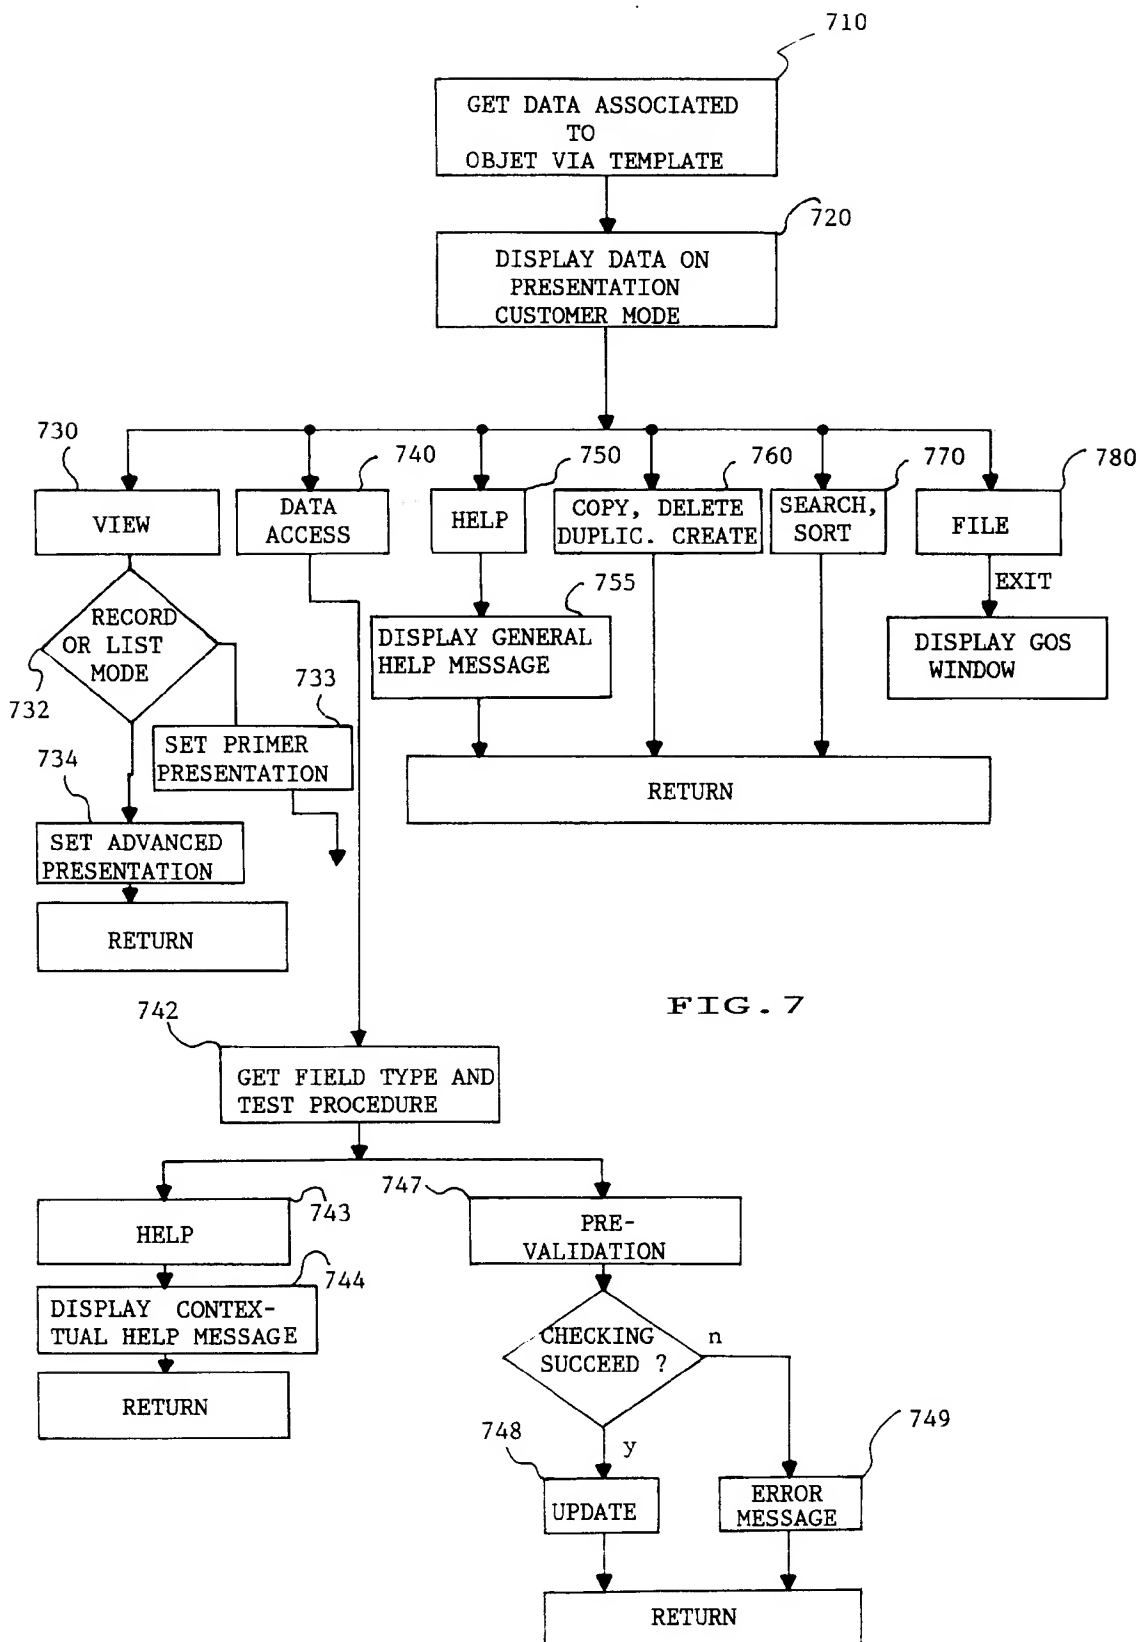 710
GET DATA ASSOCIATED
TO
OBJET VIA TEMPLATE
720
DISPLAY DATA ON
PRESENTATION
CUSTOMER MODE
730
740
750
760
770
780
VIEW
DATA
ACCESS
HELP
COPY, DELETE
DUPLIC. CREATE
SEARCH,
SORT
FILE
EXIT
755
RECORD
OR LIST
MODE
732
DISPLAY GENERAL
HELP MESSAGE
DISPLAY GOS
WINDOW
733
SET PRIMER
PRESENTATION
734
RETURN
SET ADVANCED
PRESENTATION
RETURN
FIG. 7
742
GET FIELD TYPE AND
TEST PROCEDURE
743
HELP
747
PRE-
VALIDATION
744
DISPLAY CONTEX-
TUAL HELP MESSAGE
RETURN
CHECKING
SUCCEED ?
n
y
748
UPDATE
749
ERROR
MESSAGE
RETURN